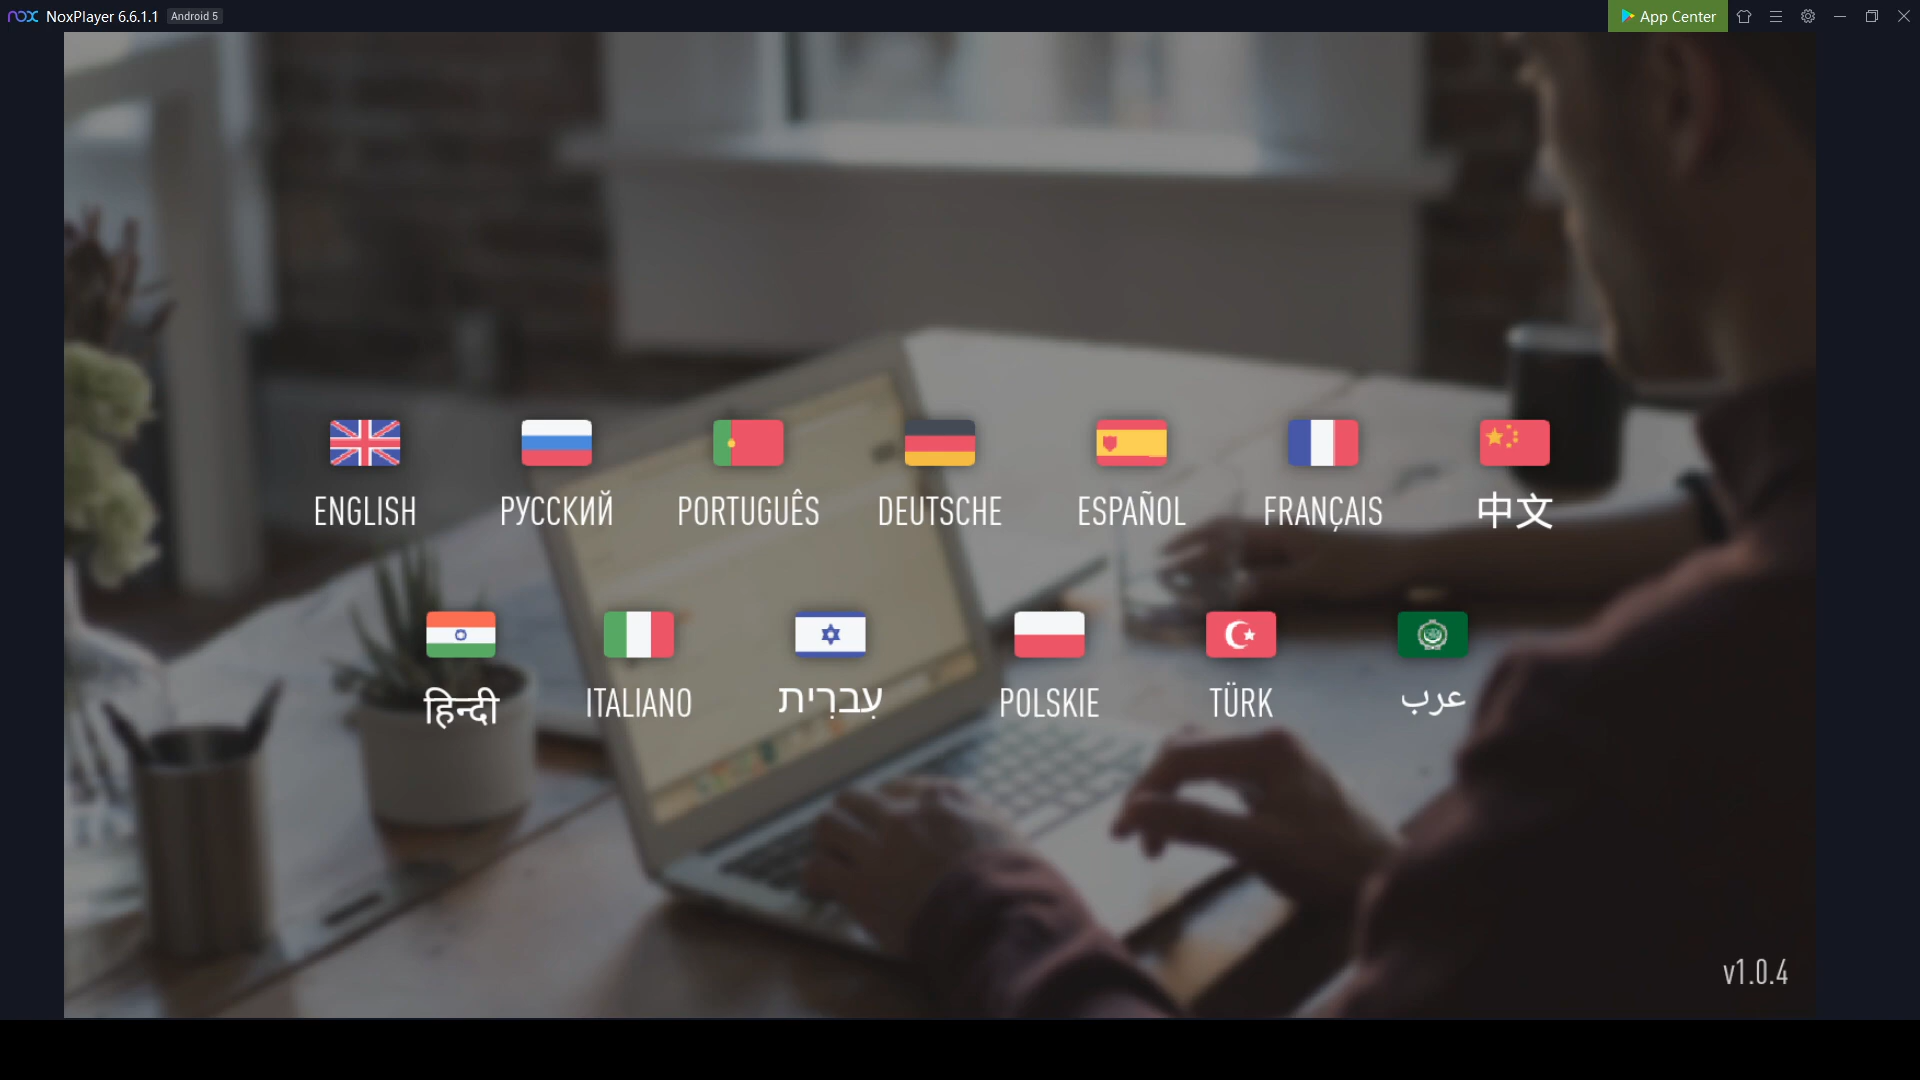 nox NoxPlayer 6.6.1.1 Android 5 App Center
ENGLISH РУССКИЙ PORTUGUÊS DEUTSCHE ESPAÑOL FRANÇAIS 中文
हिन्दी ITALIANO עִבְרִית POLSKIE TÜRK عرب
v1.0.4